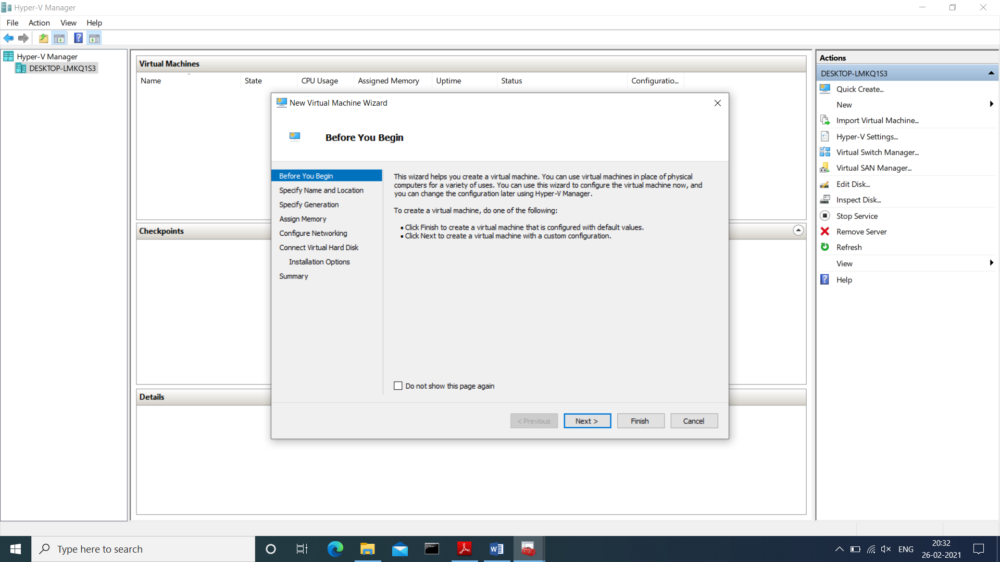 Hyper-V Manager
File Action View Help
Hyper-V Manager
DESKTOP-LMKQ1S3
Virtual Machines
Name State CPU Usage Assigned Memory Uptime Status Configuratio...
New Virtual Machine Wizard
Before You Begin
Before You Begin
Specify Name and Location
Specify Generation
Assign Memory
Configure Networking
Connect Virtual Hard Disk
Installation Options
Summary
This wizard helps you create a virtual machine. You can use virtual machines in place of physical
computers for a variety of uses. You can use this wizard to configure the virtual machine now, and
you can change the configuration later using Hyper-V Manager.
To create a virtual machine, do one of the following:
• Click Finish to create a virtual machine that is configured with default values.
• Click Next to create a virtual machine with a custom configuration.
Do not show this page again
< Previous Next > Finish Cancel
Checkpoints
Details
Actions
DESKTOP-LMKQ1S3
Quick Create...
New
Import Virtual Machine...
Hyper-V Settings...
Virtual Switch Manager...
Virtual SAN Manager...
Edit Disk...
Inspect Disk...
Stop Service
Remove Server
Refresh
View
Help
Type here to search
ENG
20:32
26-02-2021